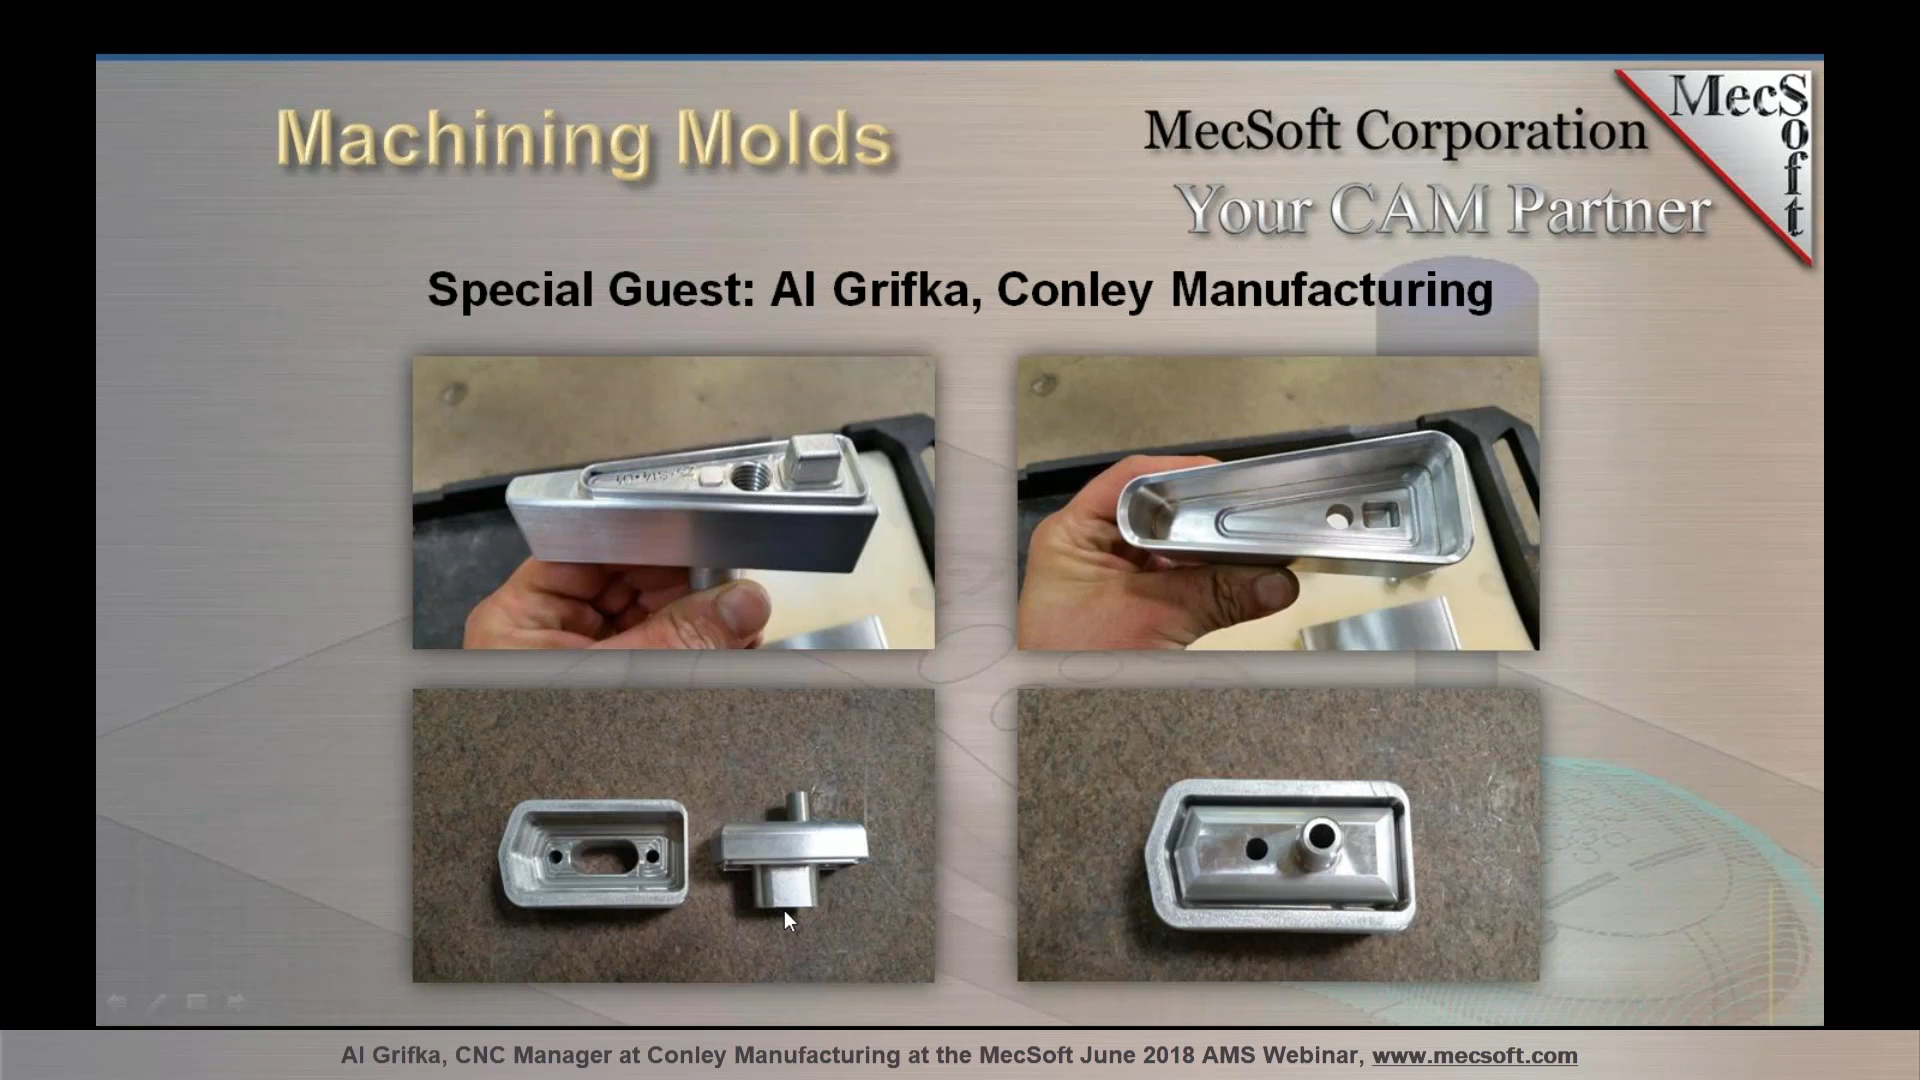 Machining Molds
MecSoft Corporation
Your CAM Partner
MecSoft
Special Guest: Al Grifka, Conley Manufacturing
Al Grifka, CNC Manager at Conley Manufacturing at the MecSoft June 2018 AMS Webinar, www.mecsoft.com